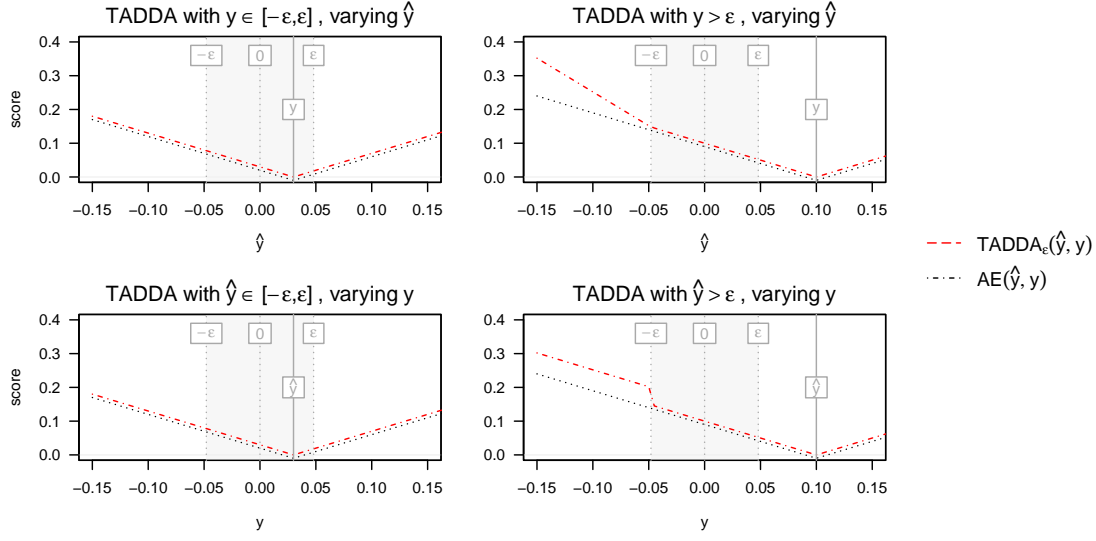 TADDA with y ∈ [−ε,ε] , varying ŷ
score
0.4
0.3
0.2
0.1
0.0
−ε
0
ε
y
−0.15 −0.10 −0.05 0.00 0.05 0.10 0.15
ŷ
TADDA with y > ε , varying ŷ
0.4
0.3
0.2
0.1
0.0
−ε
0
ε
y
−0.15 −0.10 −0.05 0.00 0.05 0.10 0.15
ŷ
TADDA with ŷ ∈ [−ε,ε] , varying y
score
0.4
0.3
0.2
0.1
0.0
−ε
0
ε
ŷ
−0.15 −0.10 −0.05 0.00 0.05 0.10 0.15
y
TADDA with ŷ > ε , varying y
0.4
0.3
0.2
0.1
0.0
−ε
0
ε
ŷ
−0.15 −0.10 −0.05 0.00 0.05 0.10 0.15
y
TADDAε(ŷ, y)
AE(ŷ, y)